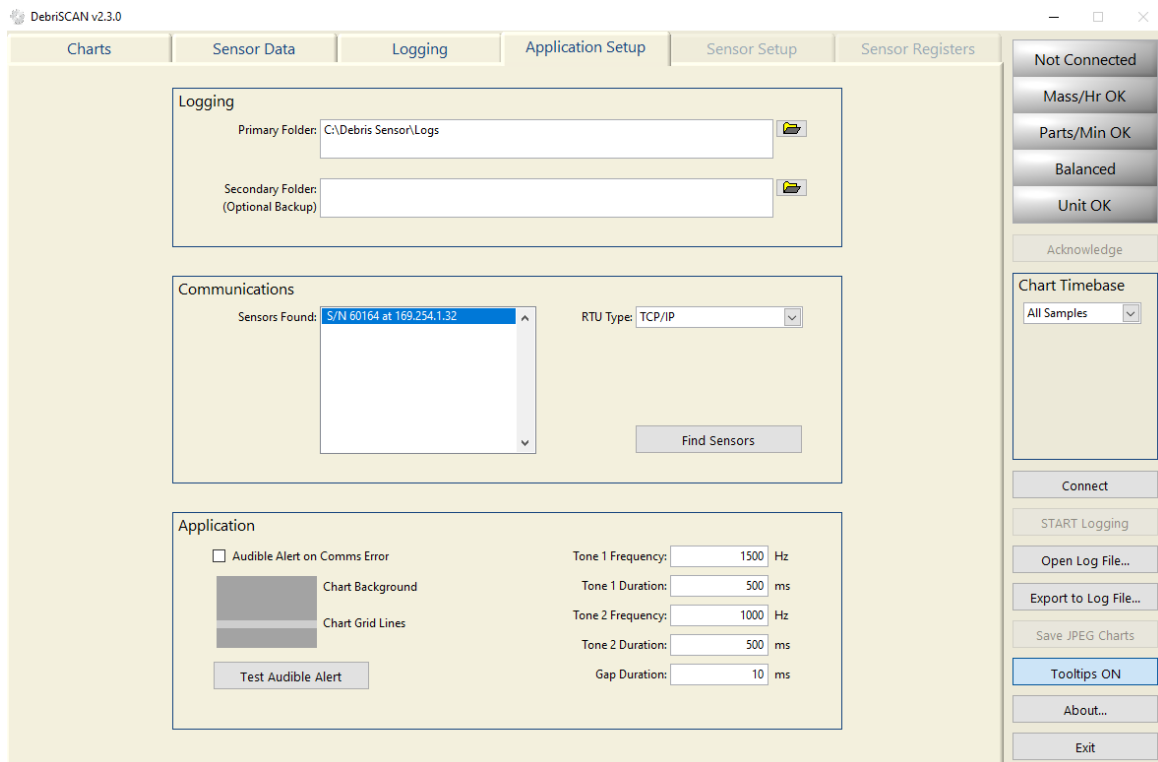 DebriSCAN v2.3.0
Charts
Sensor Data
Logging
Application Setup
Sensor Setup
Sensor Registers
Logging
Primary Folder: C:\Debris Sensor\Logs
Secondary Folder:
(Optional Backup)
Communications
Sensors Found: S/N 60164 at 169.254.1.32
RTU Type: TCP/IP
Find Sensors
Application
Audible Alert on Comms Error
Chart Background
Chart Grid Lines
Test Audible Alert
Tone 1 Frequency: 1500 Hz
Tone 1 Duration: 500 ms
Tone 2 Frequency: 1000 Hz
Tone 2 Duration: 500 ms
Gap Duration: 10 ms
Not Connected
Mass/Hr OK
Parts/Min OK
Balanced
Unit OK
Acknowledge
Chart Timebase
All Samples
Connect
START Logging
Open Log File...
Export to Log File...
Save JPEG Charts
Tooltips ON
About...
Exit